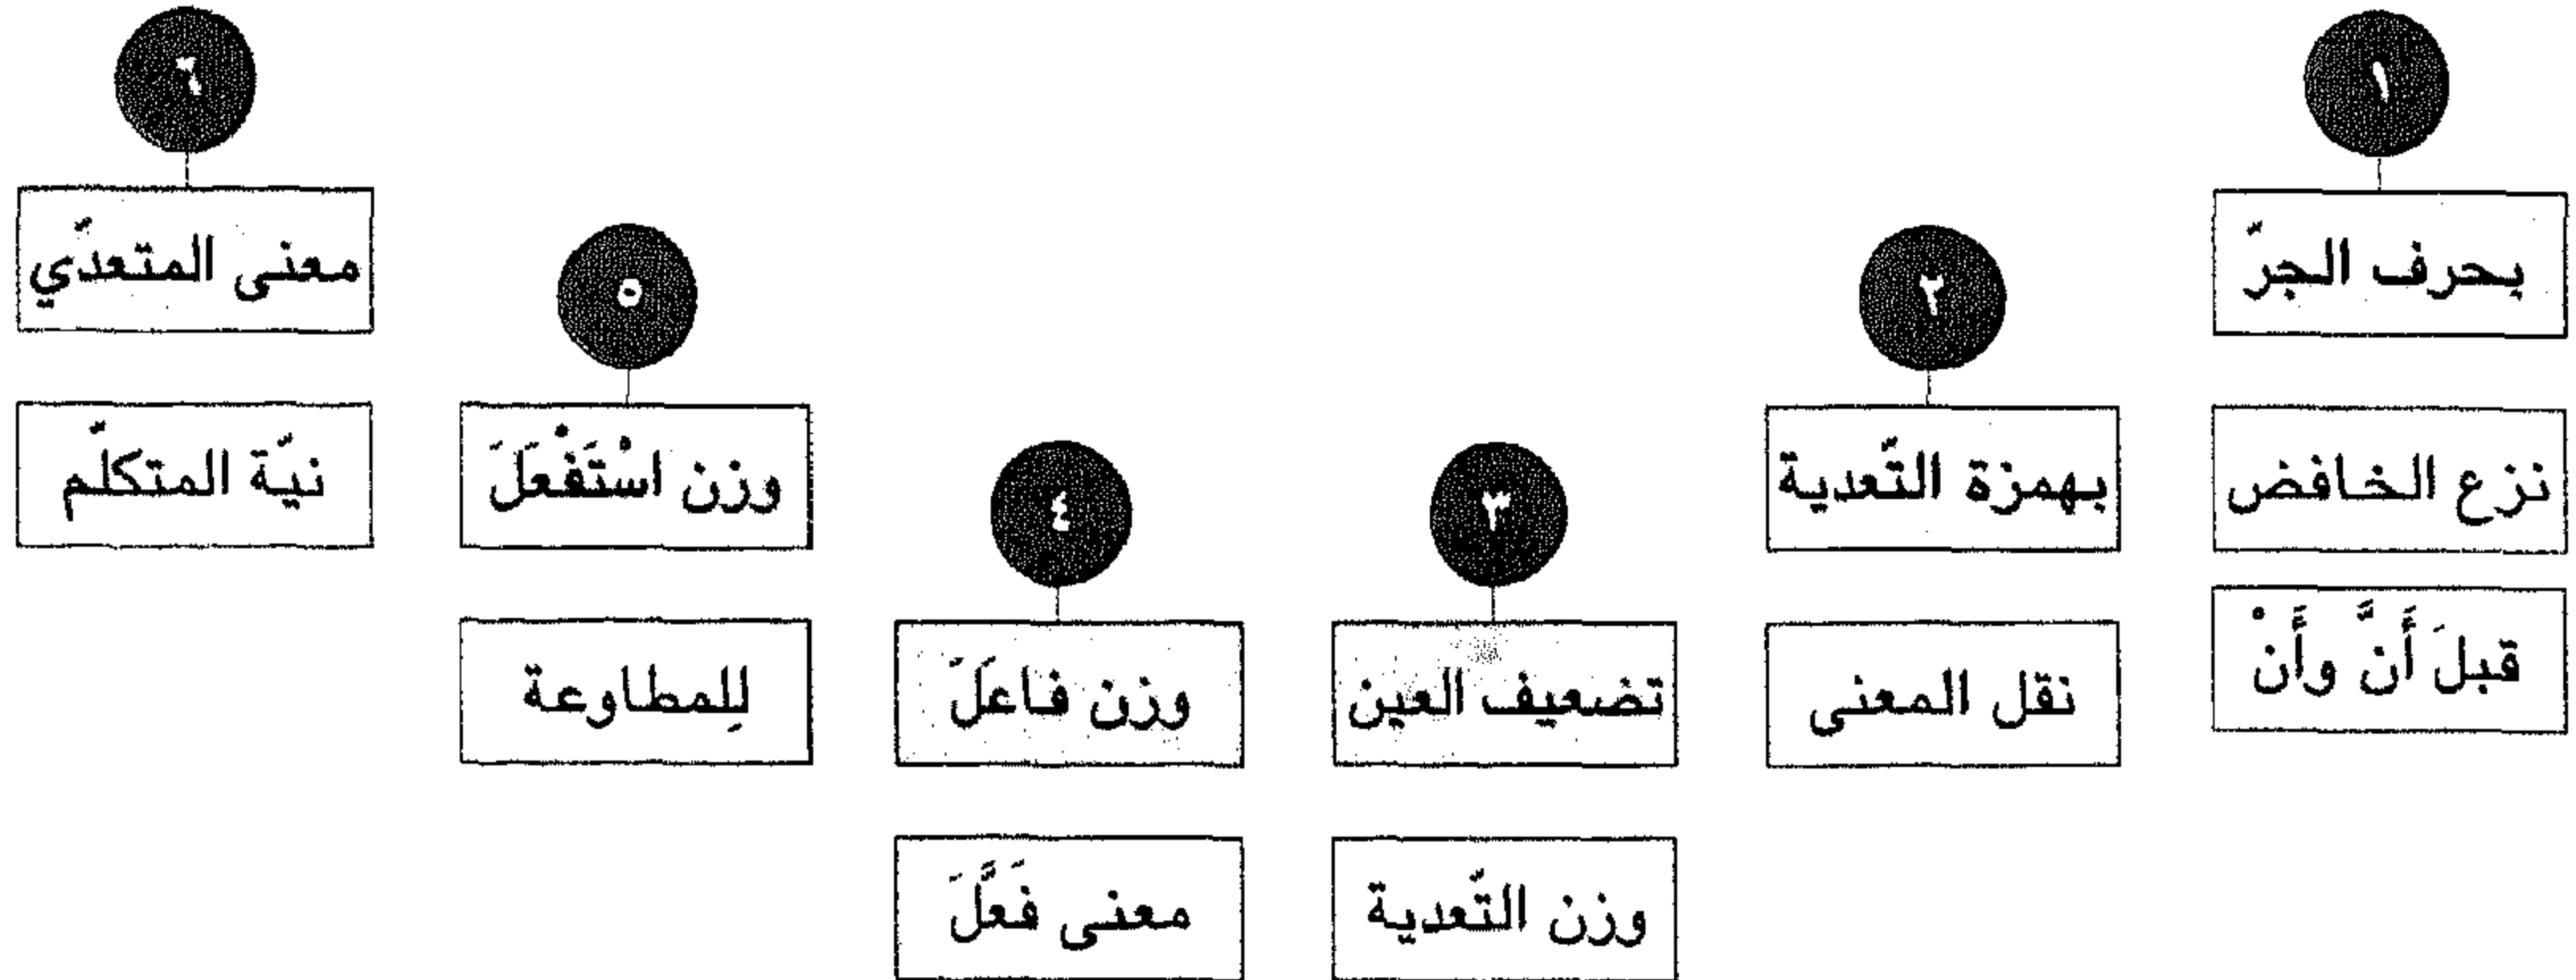 ١
بحرف الجرّ
نزع الخافض
قبلَ أَنَّ وأَنْ
٢
بهمزة التّعدية
نقل المعنى
٣
تضعيف العين
وزن التّعدية
٤
وزن فاعَلَ
معنى فَعَّلَ
٥
وزن اسْتَفْعَلَ
لِلمطاوعة
٦
معنى المتعدّي
نيّة المتكلّم